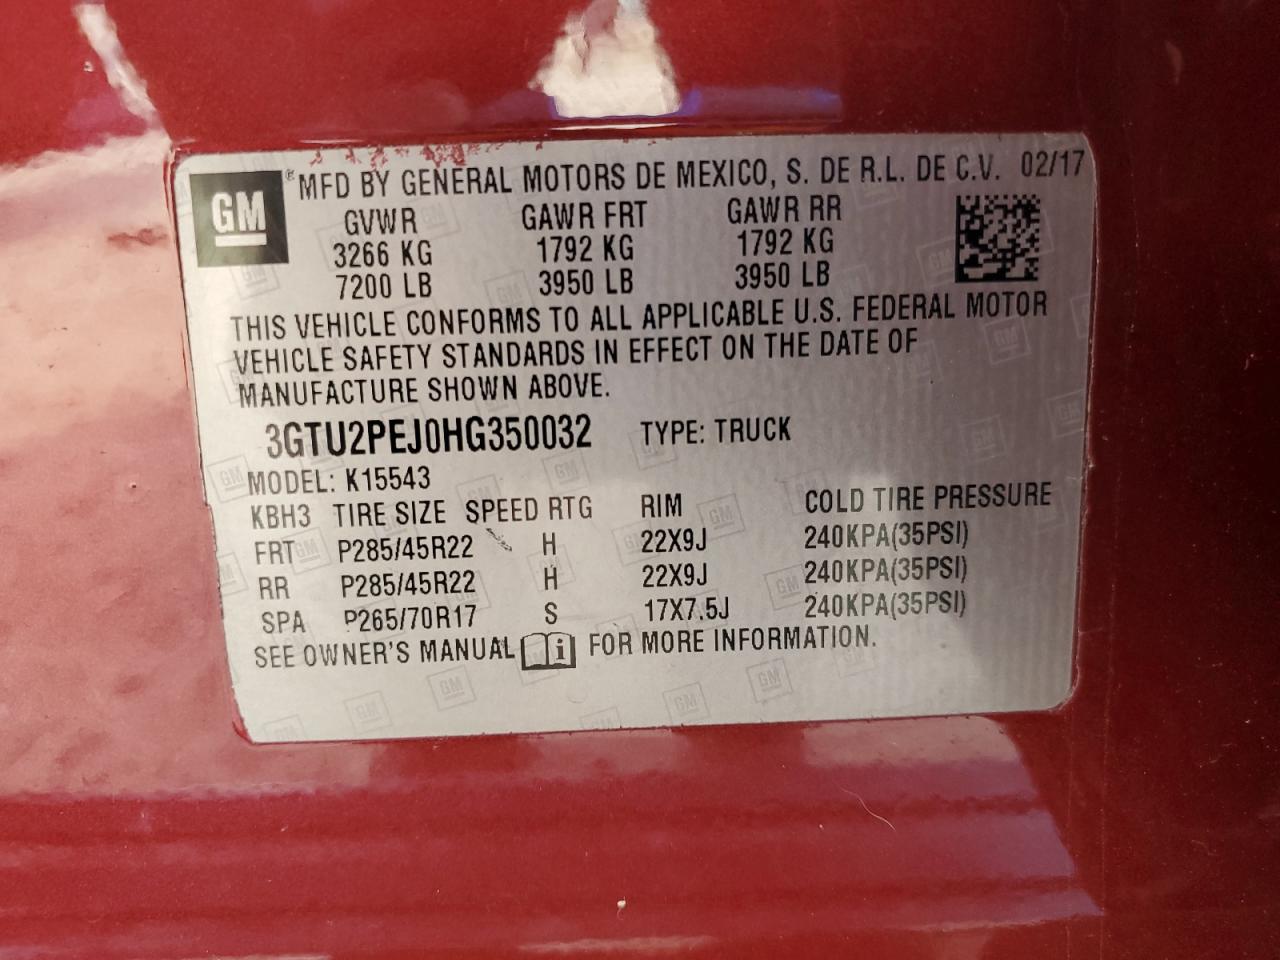 GM ® MFD BY GENERAL MOTORS DE MEXICO, S. DE R.L. DE C.V. 02/17
GVWR GAWR FRT GAWR RR
3266 KG 1792 KG 1792 KG
7200 LB 3950 LB 3950 LB
THIS VEHICLE CONFORMS TO ALL APPLICABLE U.S. FEDERAL MOTOR
VEHICLE SAFETY STANDARDS IN EFFECT ON THE DATE OF
MANUFACTURE SHOWN ABOVE.
3GTU2PEJ0HG350032 TYPE: TRUCK
MODEL: K15543
KBH3 TIRE SIZE SPEED RTG RIM COLD TIRE PRESSURE
FRT P285/45R22 H 22X9J 240KPA(35PSI)
RR P285/45R22 H 22X9J 240KPA(35PSI)
SPA P265/70R17 S 17X7.5J 240KPA(35PSI)
SEE OWNER'S MANUAL i FOR MORE INFORMATION.